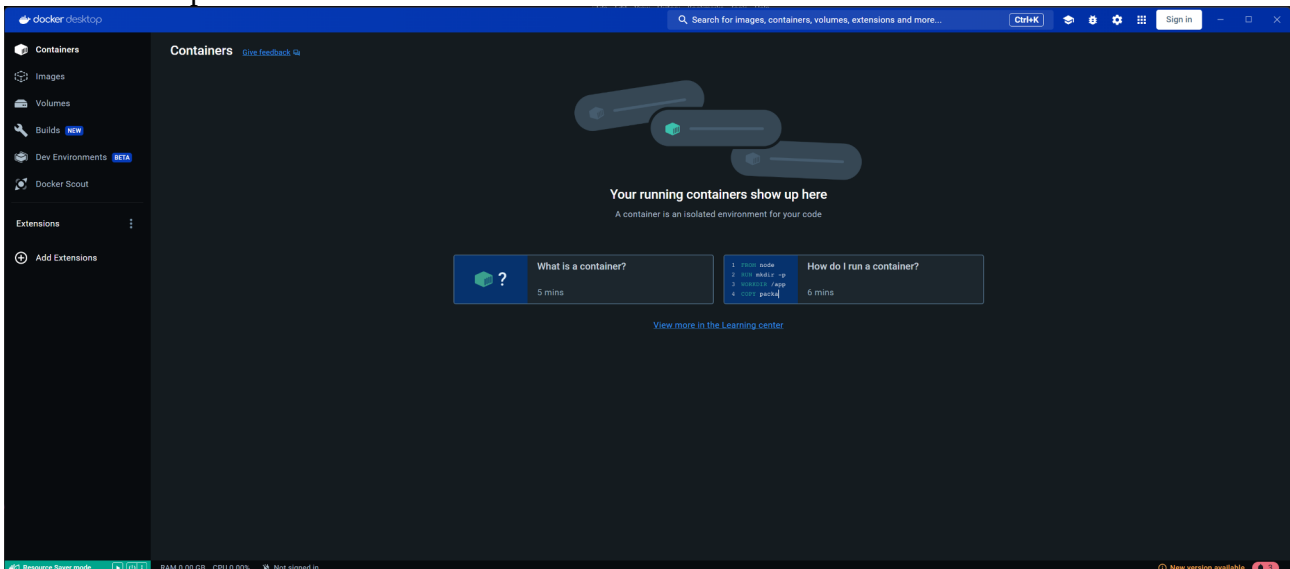 docker desktop
Search for images, containers, volumes, extensions and more...
Ctrl+K
Sign in
Containers
Images
Volumes
Builds NEW
Dev Environments BETA
Docker Scout
Extensions
Add Extensions
Containers Give feedback
Your running containers show up here
A container is an isolated environment for your code
?
What is a container?
5 mins
1 FROM node
2 RUN mkdir -p
3 WORKDIR /app
4 COPY packa
How do I run a container?
6 mins
View more in the Learning center
Resource Saver mode
RAM 0.00 GB CPU 0.00% Not signed in
New version available
3